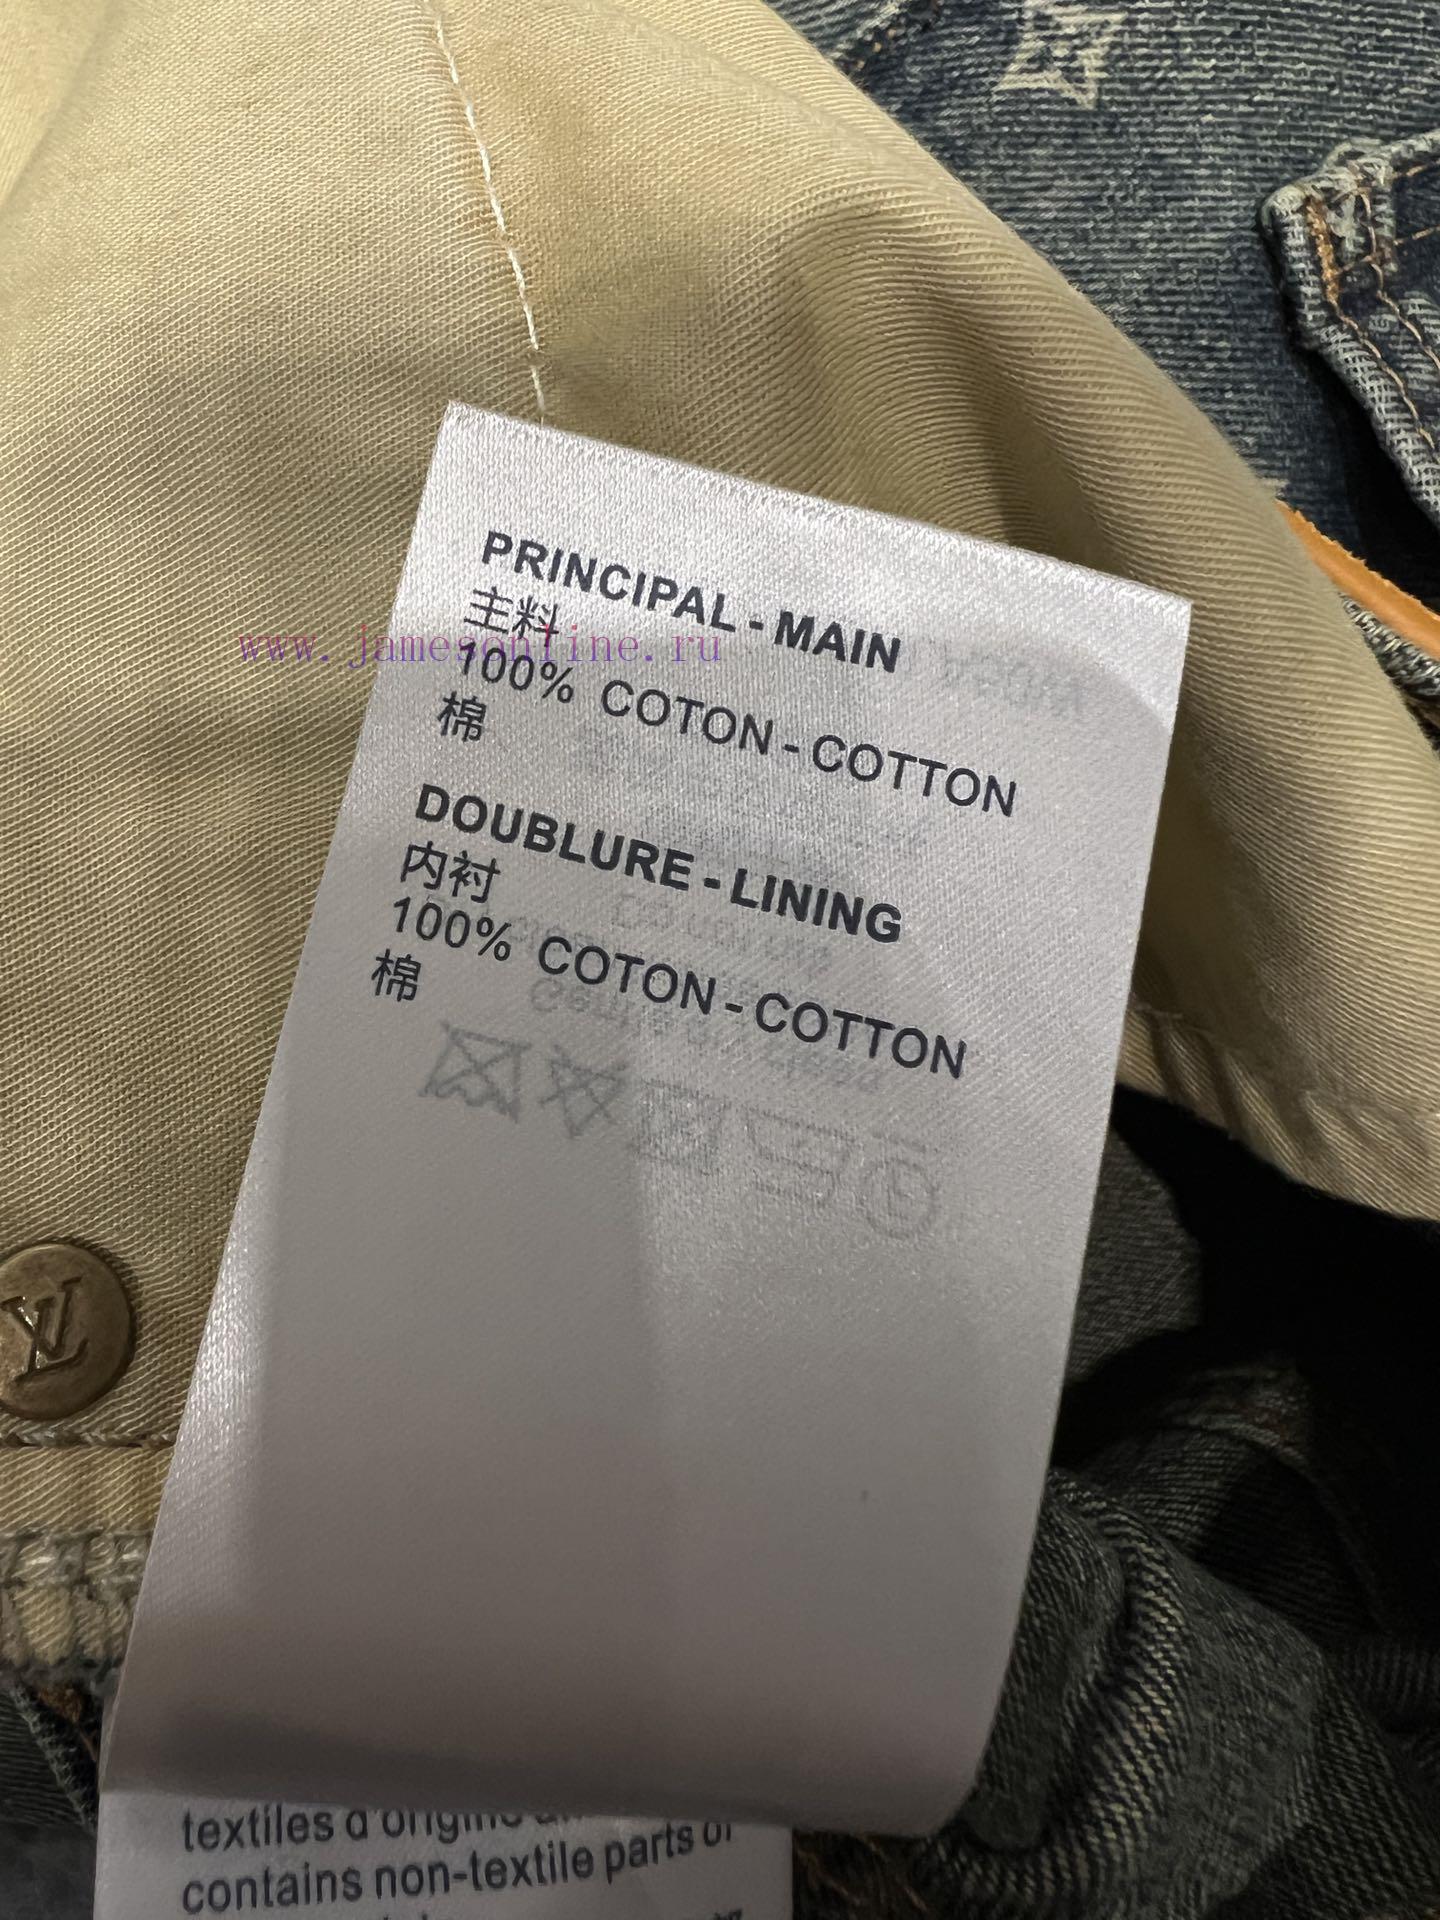 PRINCIPAL - MAIN
主料
www.jamesonline.ru
100% COTON - COTTON
棉
DOUBLURE - LINING
内衬
100% COTON - COTTON
棉
LV
textiles d'origine
contains non-textile parts of